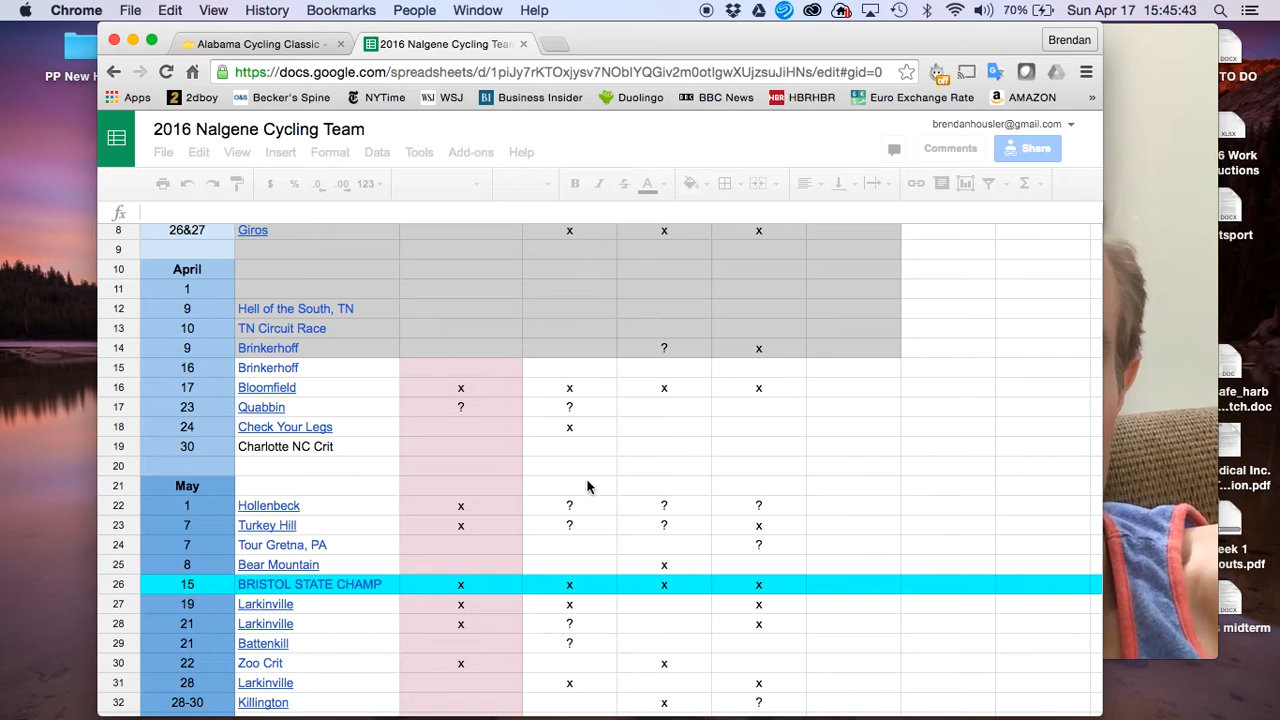 Chrome File Edit View History Bookmarks People Window Help 70% Sun Apr 17 15:45:43
Alabama Cycling Classic 2016 Nalgene Cycling Team Brendan
PP New
https://docs.google.com/spreadsheets/d/1piJy7rKTOxjysv7NObIYQGiv2m0otIgwXUjzsuJiHNs/edit#gid=0
TO DO
Apps 2dboy Becker's Spine NYTime WSJ Business Insider Duolingo BBC News HBRHBR Euro Exchange Rate AMAZON »
2016 Nalgene Cycling Team
brendanhousler@gmail.com
File Edit View Insert Format Data Tools Add-ons Help Comments Share
6 Work
uctions
$ % .0 .00 123
fx
tsport
8 26&27 Giros x x x
9
10 April
11 1
12 9 Hell of the South, TN
13 10 TN Circuit Race
14 9 Brinkerhoff ? x
15 16 Brinkerhoff
16 17 Bloomfield x x x x
17 23 Quabbin ? ?
18 24 Check Your Legs x
19 30 Charlotte NC Crit
20
21 May
22 1 Hollenbeck x ? ? ?
23 7 Turkey Hill x ? ? x
24 7 Tour Gretna, PA ?
25 8 Bear Mountain x
26 15 BRISTOL STATE CHAMP x x x x
27 19 Larkinville x x x
28 21 Larkinville x ? x
29 21 Battenkill ?
30 22 Zoo Crit x x
31 28 Larkinville x x
32 28-30 Killington x ?
afe_harb
...tch.doc
dical Inc.
...ion.pdf
eek 1
outs.pdf
s midterm